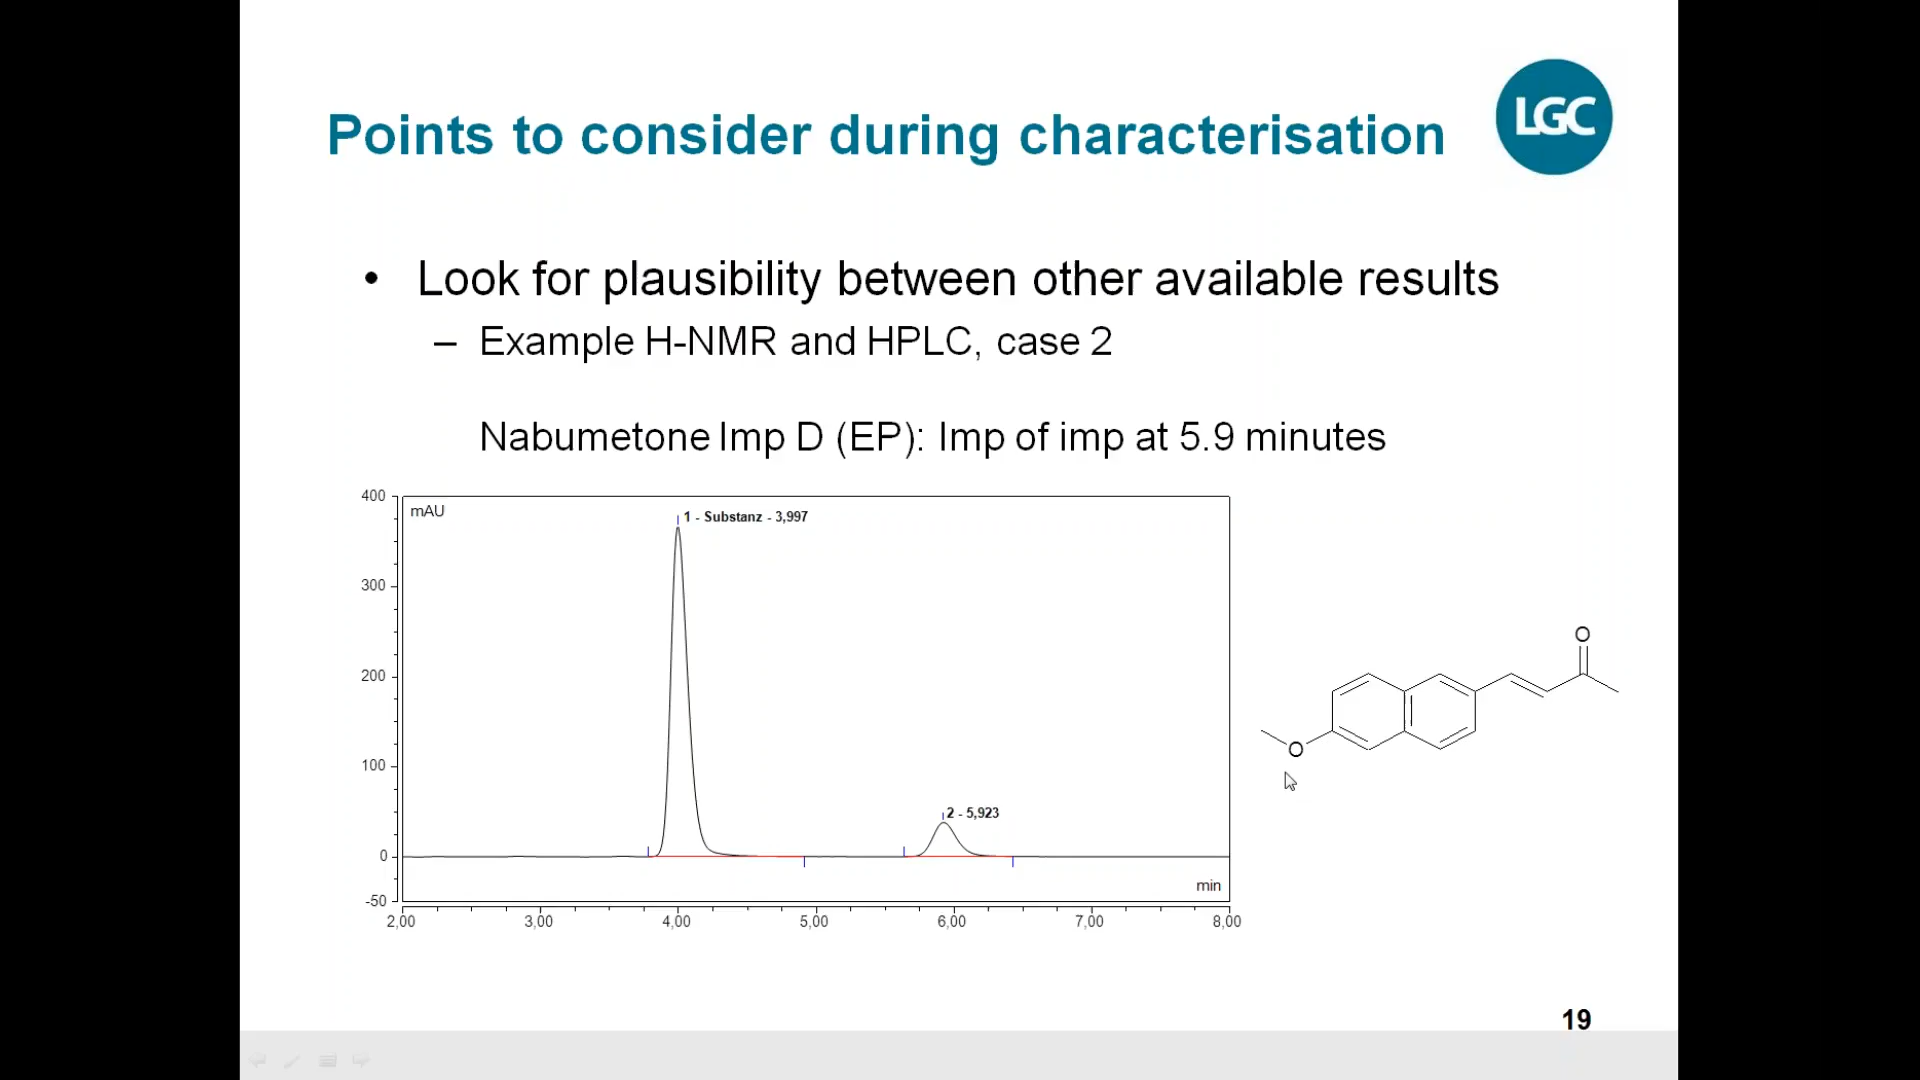 LGC
Points to consider during characterisation
• Look for plausibility between other available results
– Example H-NMR and HPLC, case 2
Nabumetone Imp D (EP): Imp of imp at 5.9 minutes
400
mAU
1 - Substanz - 3,997
300
200
100
2 - 5,923
0
min
-50
2,00 3,00 4,00 5,00 6,00 7,00 8,00
O
O
19